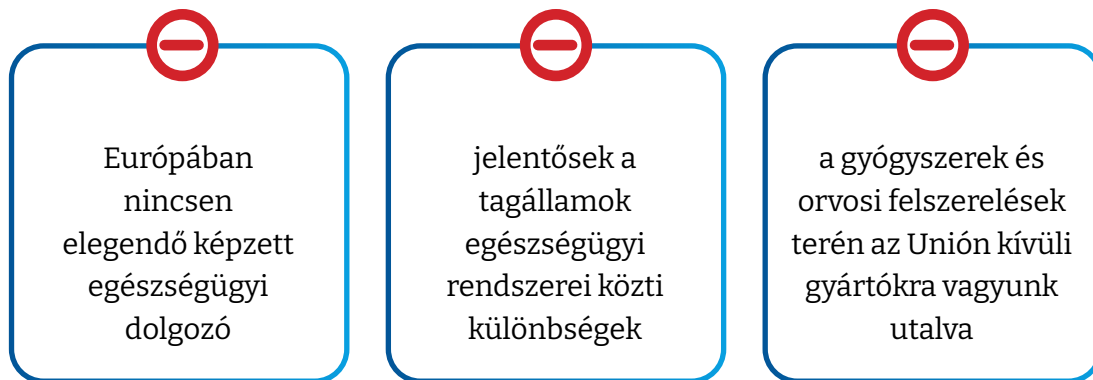 Európában
nincsen
elegendő képzett
egészségügyi
dolgozó
jelentősek a
tagállamok
egészségügyi
rendszerei közti
különbségek
a gyógyszerek és
orvosi felszerelések
terén az Unión kívüli
gyártókra vagyunk
utalva